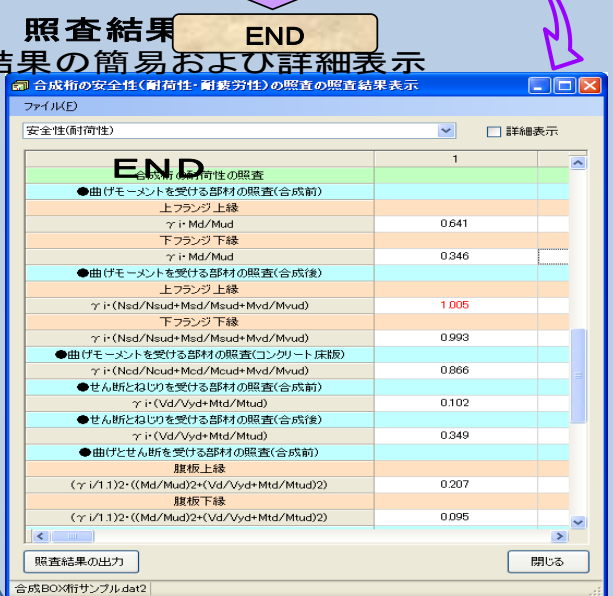 照査結果
END
結果の簡易および詳細表示
合成桁の安全性(耐荷性・耐疲労性)の照査の照査結果表示
ファイル(F)
安全性(耐荷性)
詳細表示
1
END
合成桁の耐荷性の照査
●曲げモーメントを受ける部材の照査(合成前)
上フランジ上縁
γi・Md/Mud 0.641
下フランジ下縁
γi・Md/Mud 0.346
●曲げモーメントを受ける部材の照査(合成後)
上フランジ上縁
γi・(Nsd/Nsud+Msd/Msud+Mvd/Mvud) 1.005
下フランジ下縁
γi・(Nsd/Nsud+Msd/Msud+Mvd/Mvud) 0.993
●曲げモーメントを受ける部材の照査(コンクリート床版)
γi・(Ncd/Ncud+Mcd/Mcud+Mvd/Mvud) 0.866
●せん断とねじりを受ける部材の照査(合成前)
γi・(Vd/Vyd+Mtd/Mtud) 0.102
●せん断とねじりを受ける部材の照査(合成後)
γi・(Vd/Vyd+Mtd/Mtud) 0.349
●曲げとせん断を受ける部材の照査(合成前)
腹板上縁
(γi/1.1)2・((Md/Mud)2+(Vd/Vyd+Mtd/Mtud)2) 0.207
腹板下縁
(γi/1.1)2・((Md/Mud)2+(Vd/Vyd+Mtd/Mtud)2) 0.095
照査結果の出力
閉じる
合成BOX桁サンプル.dat2